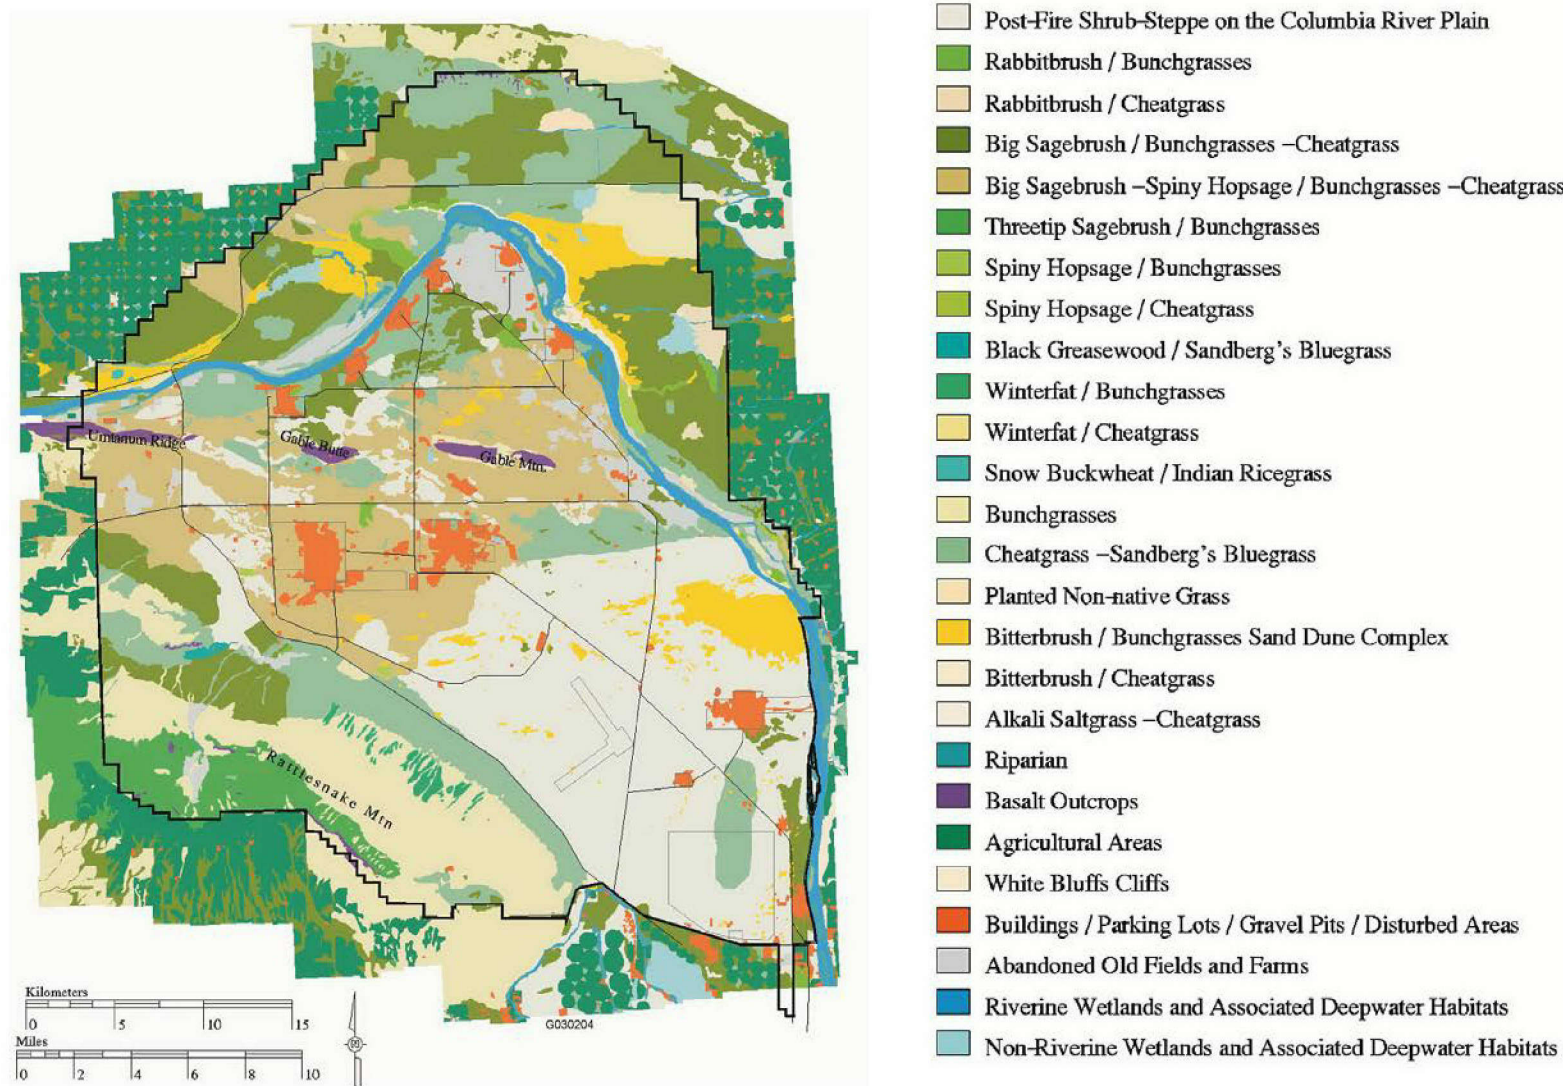 Post-Fire Shrub-Steppe on the Columbia River Plain
Rabbitbrush / Bunchgrasses
Rabbitbrush / Cheatgrass
Big Sagebrush / Bunchgrasses -Cheatgrass
Big Sagebrush -Spiny Hopsage / Bunchgrasses -Cheatgrass
Threetip Sagebrush / Bunchgrasses
Spiny Hopsage / Bunchgrasses
Spiny Hopsage / Cheatgrass
Black Greasewood / Sandberg's Bluegrass
Winterfat / Bunchgrasses
Winterfat / Cheatgrass
Snow Buckwheat / Indian Ricegrass
Bunchgrasses
Cheatgrass -Sandberg's Bluegrass
Planted Non-native Grass
Bitterbrush / Bunchgrasses Sand Dune Complex
Bitterbrush / Cheatgrass
Alkali Saltgrass -Cheatgrass
Riparian
Basalt Outcrops
Agricultural Areas
White Bluffs Cliffs
Buildings / Parking Lots / Gravel Pits / Disturbed Areas
Abandoned Old Fields and Farms
Riverine Wetlands and Associated Deepwater Habitats
Non-Riverine Wetlands and Associated Deepwater Habitats
Umtanum Ridge
Gable Butte
Gable Mtn.
Rattlesnake Mtn
Kilometers
0 5 10 15
Miles
0 2 4 6 8 10
G030204